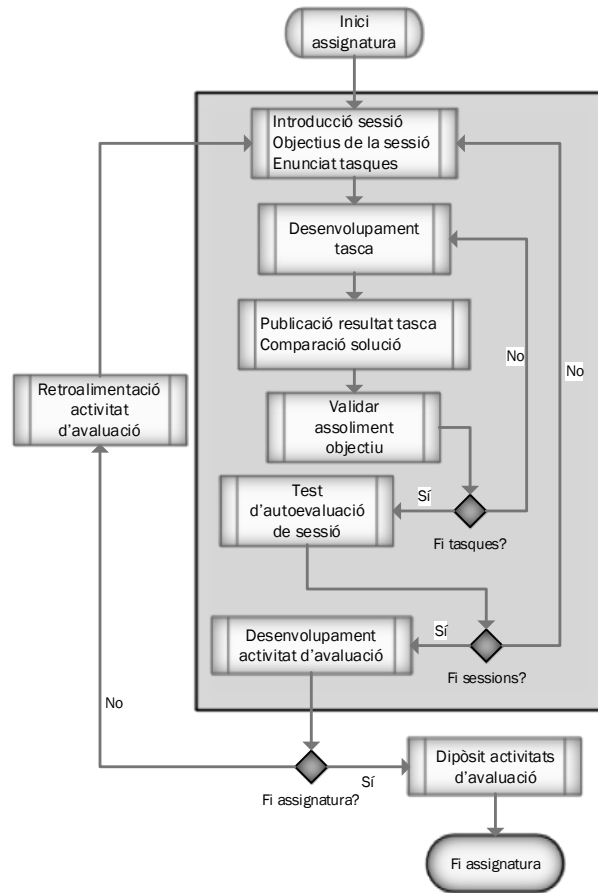 Inici
assignatura
Introducció sessió
Objectius de la sessió
Enunciat tasques
Desenvolupament
tasca
Publicació resultat tasca
Comparació solució
No
No
Retroalimentació
activitat
d'avaluació
Validar
assoliment
objectiu
Test
d'autoevaluació
de sessió
Sí
Fi tasques?
Desenvolupament
activitat d'avaluació
Sí
Fi sessions?
No
Fi assignatura?
Sí
Dipòsit activitats
d'avaluació
Fi assignatura